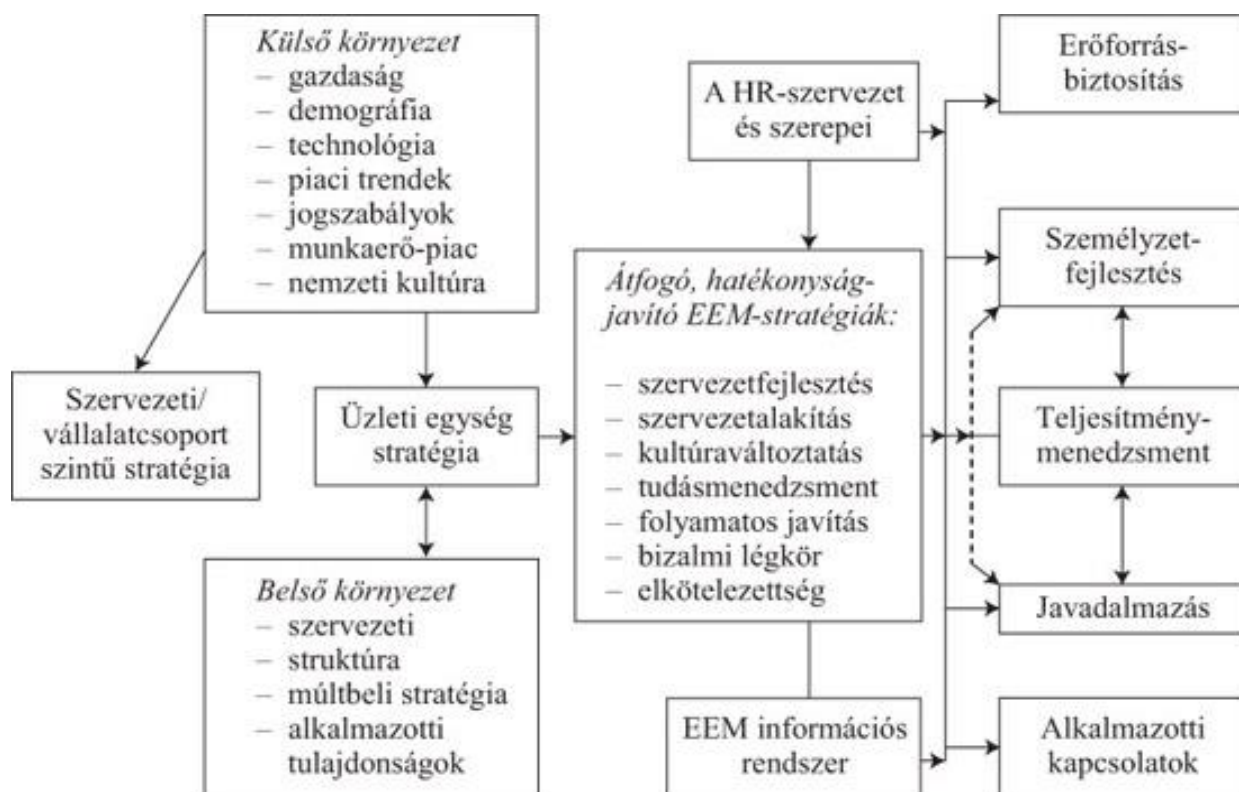 Külső környezet
– gazdaság
– demográfia
– technológia
– piaci trendek
– jogszabályok
– munkaerő-piac
– nemzeti kultúra
Szervezeti/
vállalatcsoport
szintű stratégia
Üzleti egység
stratégia
Belső környezet
– szervezeti
– struktúra
– múltbeli stratégia
– alkalmazotti
tulajdonságok
A HR-szervezet
és szerepei
Átfogó, hatékonyság-
javító EEM-stratégiák:
– szervezetfejlesztés
– szervezetalakítás
– kultúraváltoztatás
– tudásmenedzsment
– folyamatos javítás
– bizalmi légkör
– elkötelezettség
EEM információs
rendszer
Erőforrás-
biztosítás
Személyzet-
fejlesztés
Teljesítmény-
menedzsment
Javadalmazás
Alkalmazotti
kapcsolatok